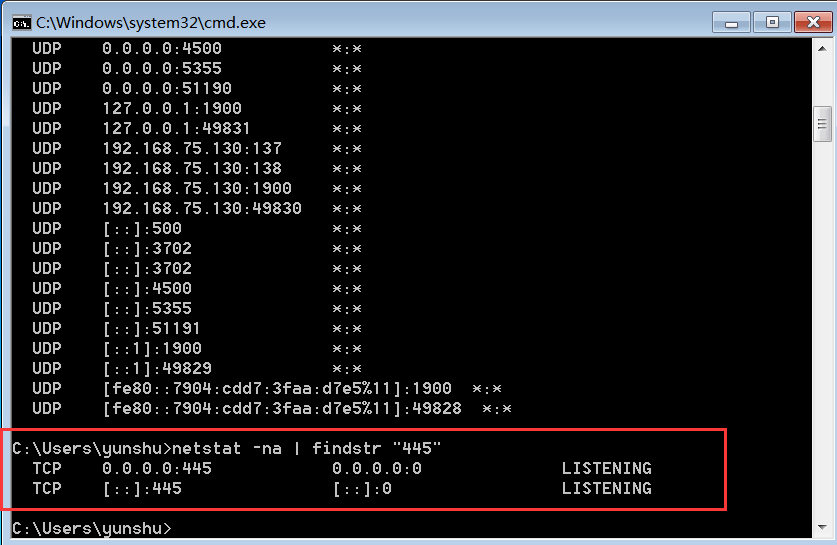 C:\Windows\system32\cmd.exe
UDP    0.0.0.0:4500           *:*
UDP    0.0.0.0:5355           *:*
UDP    0.0.0.0:51190          *:*
UDP    127.0.0.1:1900         *:*
UDP    127.0.0.1:49831        *:*
UDP    192.168.75.130:137     *:*
UDP    192.168.75.130:138     *:*
UDP    192.168.75.130:1900    *:*
UDP    192.168.75.130:49830   *:*
UDP    [::]:500               *:*
UDP    [::]:3702              *:*
UDP    [::]:3702              *:*
UDP    [::]:4500              *:*
UDP    [::]:5355              *:*
UDP    [::]:51191             *:*
UDP    [::1]:1900             *:*
UDP    [::1]:49829            *:*
UDP    [fe80::7904:cdd7:3faa:d7e5%11]:1900  *:*
UDP    [fe80::7904:cdd7:3faa:d7e5%11]:49828  *:*
C:\Users\yunshu>netstat -na | findstr "445"
TCP    0.0.0.0:445            0.0.0.0:0              LISTENING
TCP    [::]:445               [::]:0                 LISTENING
C:\Users\yunshu>